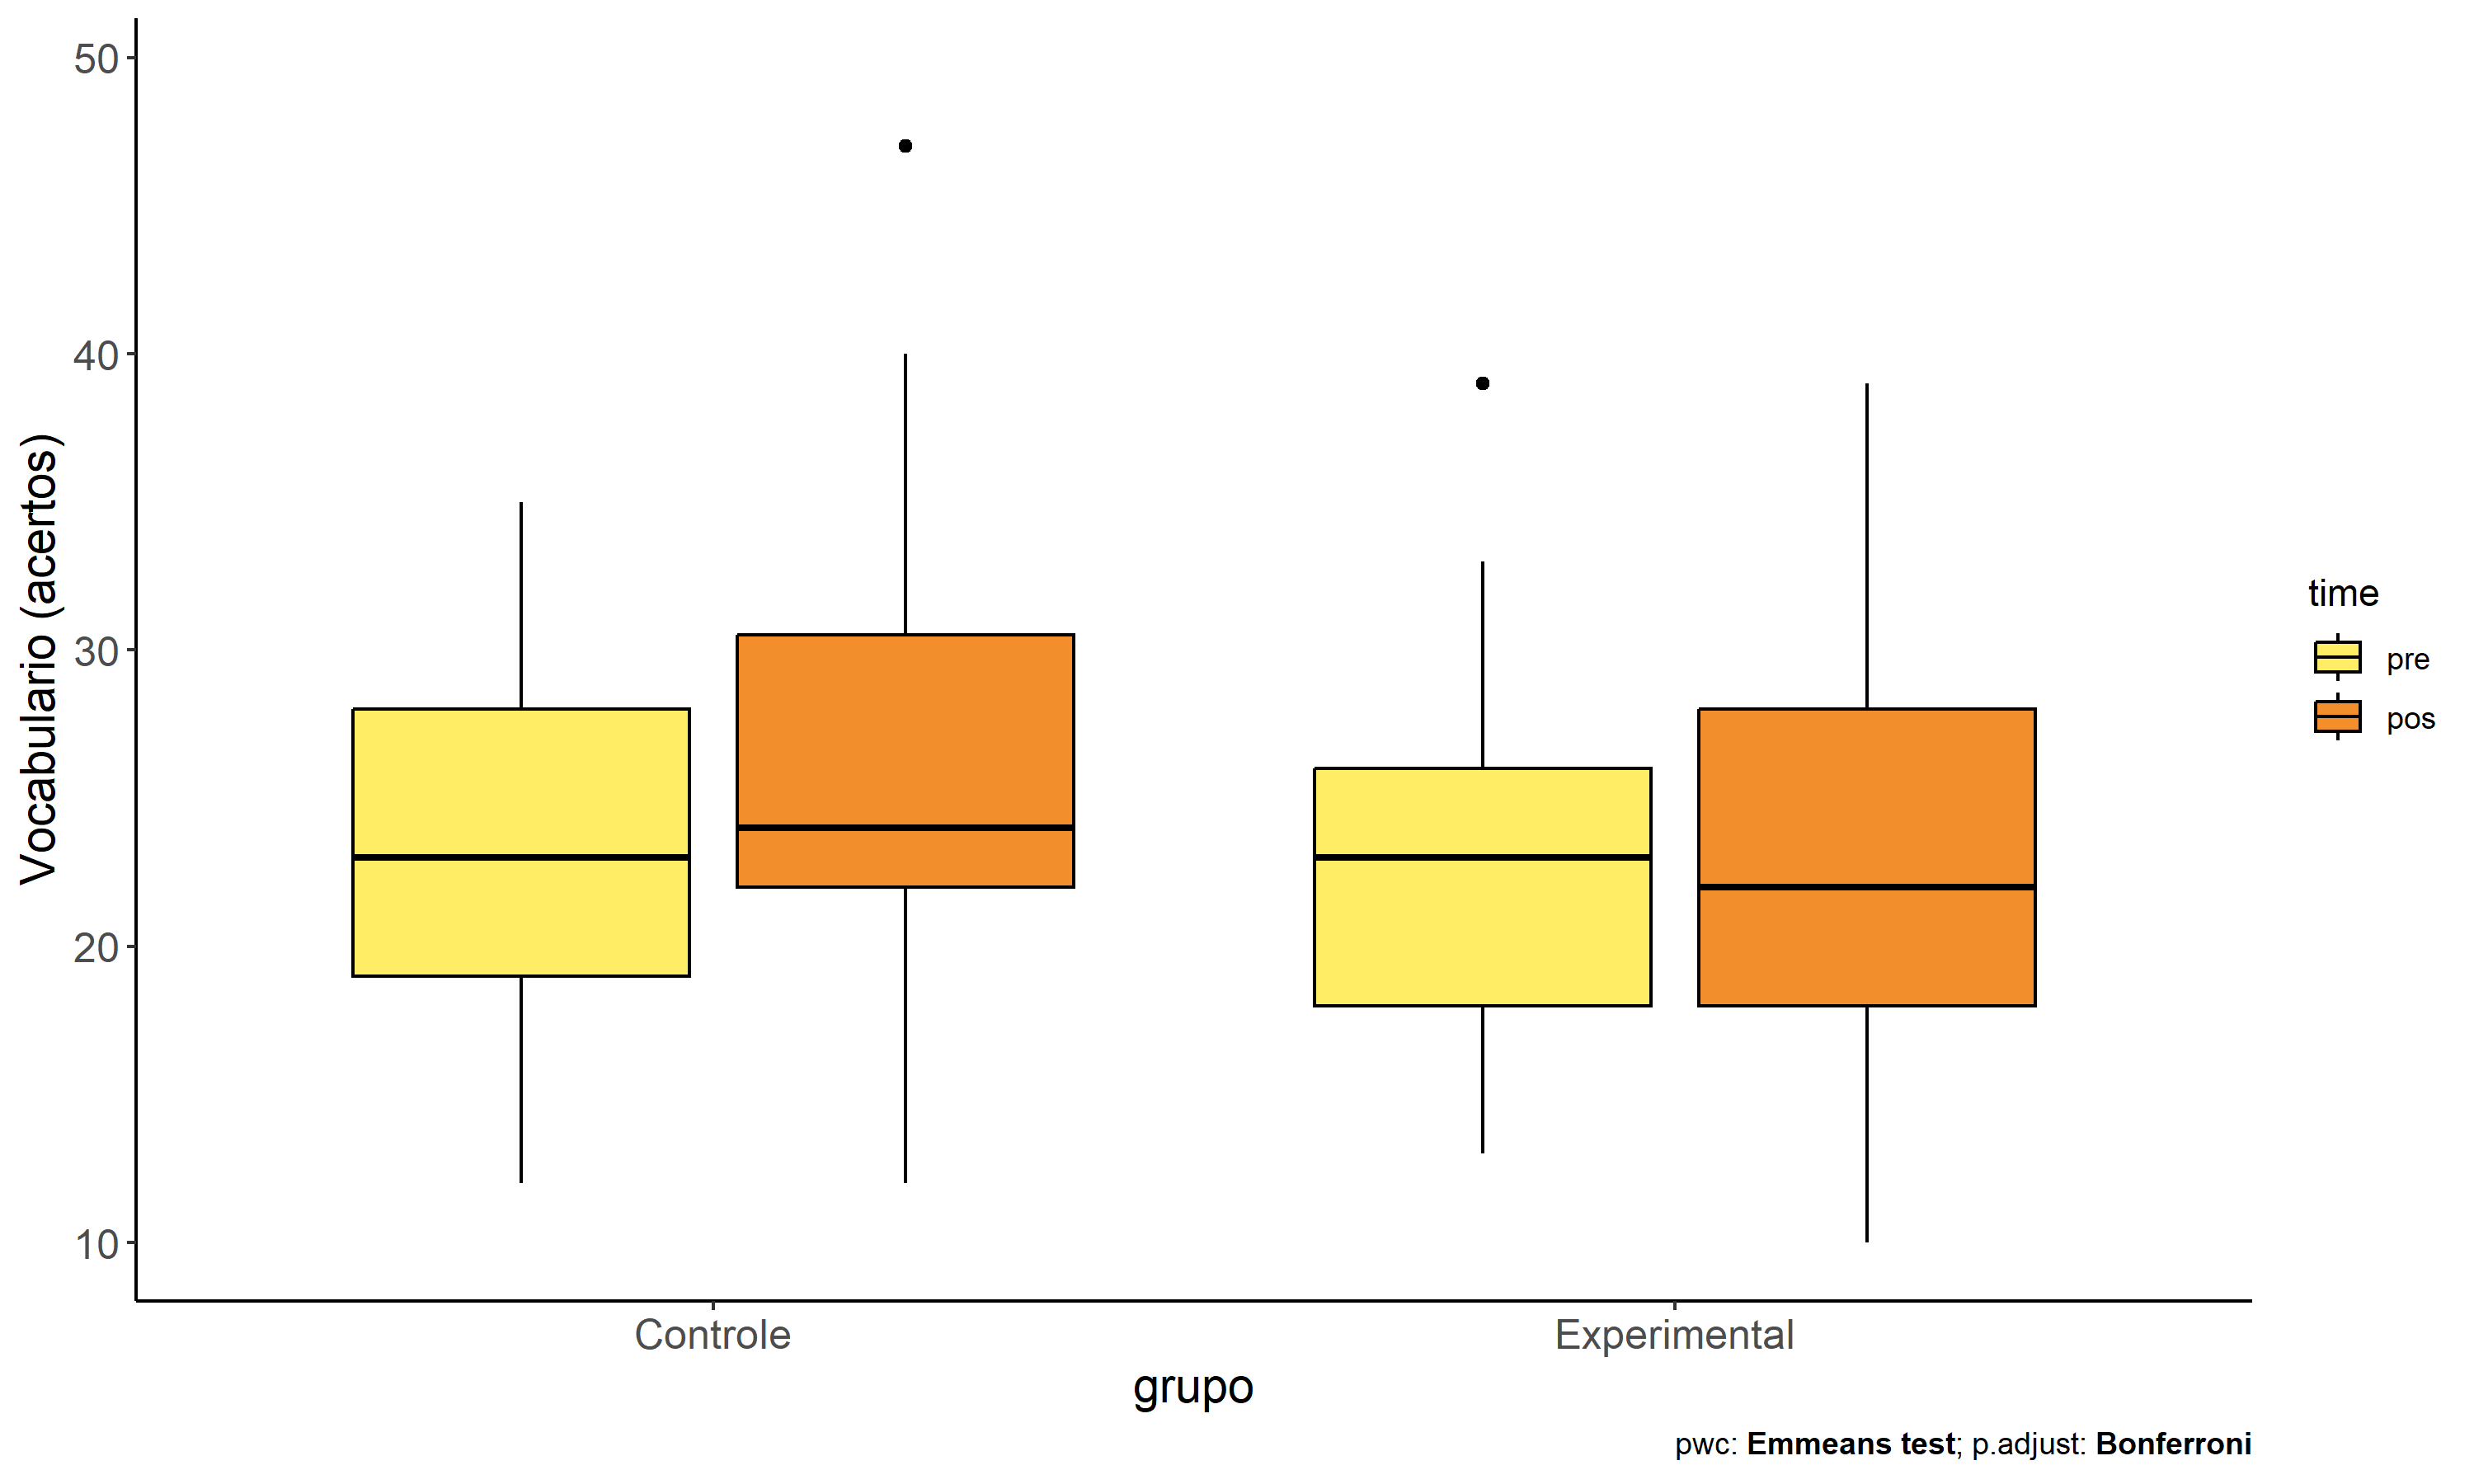 Vocabulario (acertos)
50
40
30
20
10
Controle
Experimental
grupo
time
pre
pos
pwc: Emmeans test; p.adjust: Bonferroni